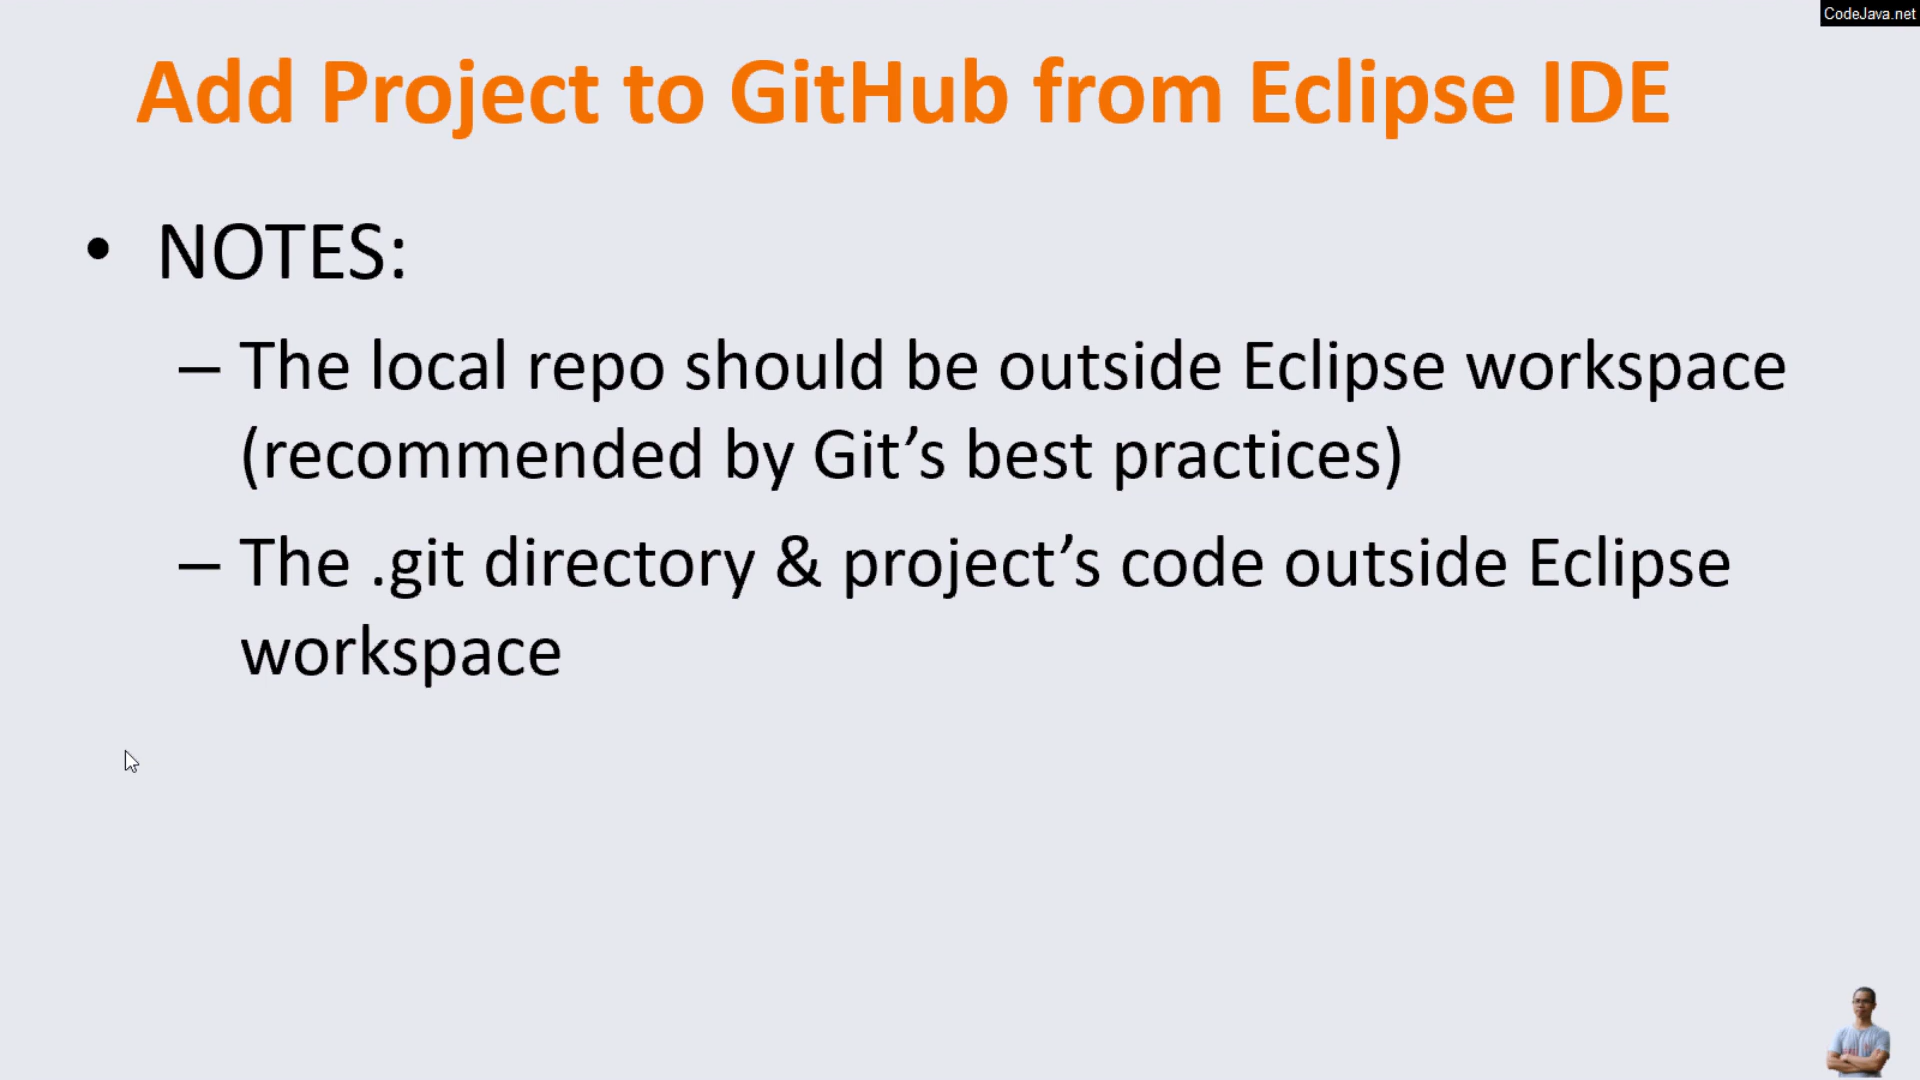 CodeJava.net
Add Project to GitHub from Eclipse IDE
• NOTES:
– The local repo should be outside Eclipse workspace
(recommended by Git’s best practices)
– The .git directory & project’s code outside Eclipse
workspace